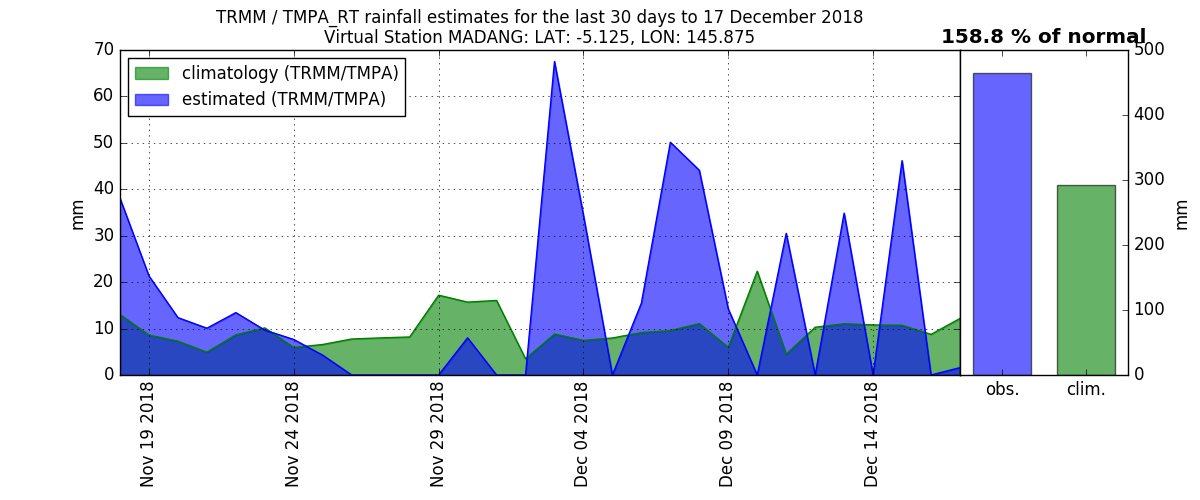 TRMM / TMPA_RT rainfall estimates for the last 30 days to 17 December 2018
Virtual Station MADANG: LAT: -5.125, LON: 145.875
158.8 % of normal
climatology (TRMM/TMPA)
estimated (TRMM/TMPA)
70
60
50
40
30
20
10
0
mm
Nov 19 2018
Nov 24 2018
Nov 29 2018
Dec 04 2018
Dec 09 2018
Dec 14 2018
500
400
300
200
100
0
mm
obs.
clim.